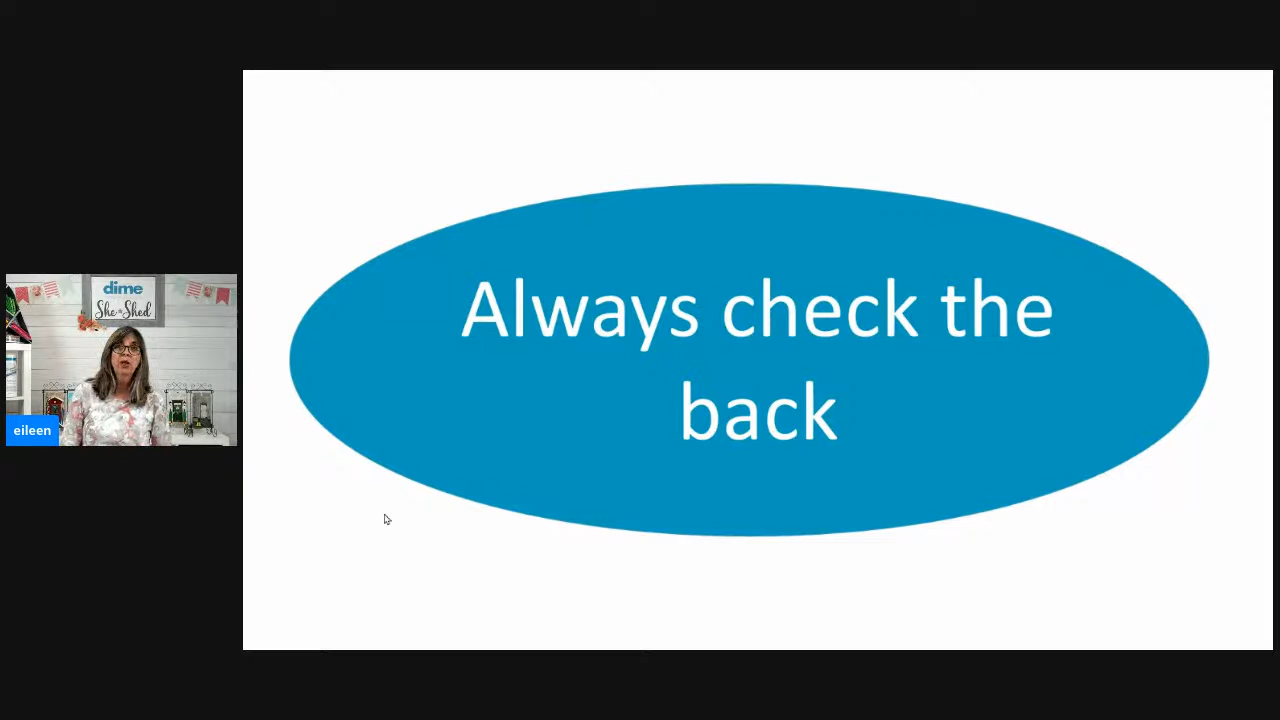 dime
She Shed
eileen
Always check the
back